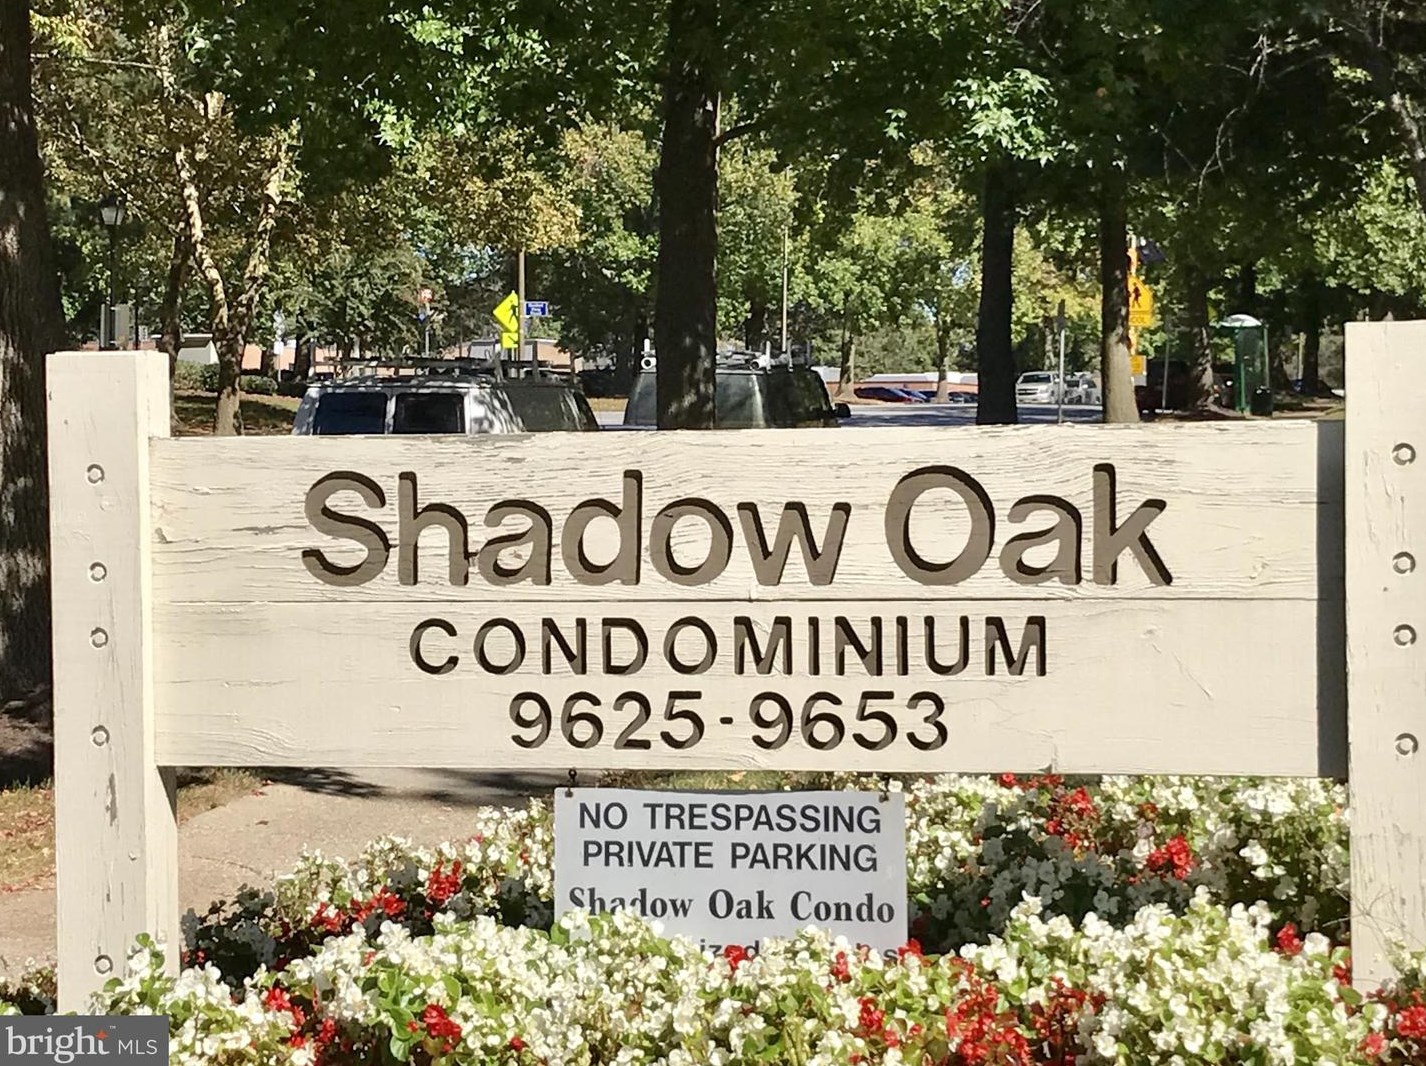 Shadow Oak
CONDOMINIUM
9625-9653
NO TRESPASSING
PRIVATE PARKING
Shadow Oak Condo
bright MLS